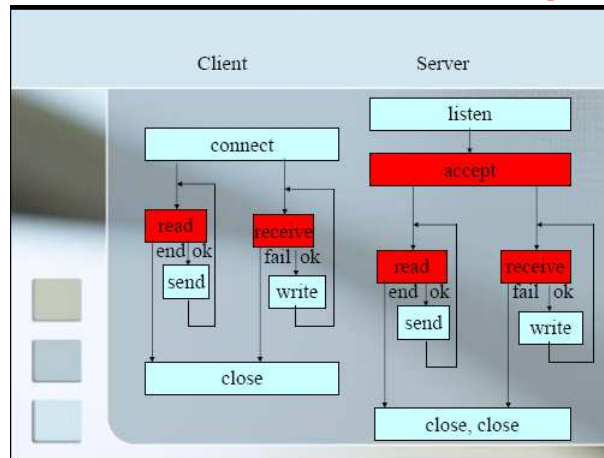 Client
Server
connect
read
end ok
send
receive
fail ok
write
close
listen
accept
read
end ok
send
receive
fail ok
write
close, close